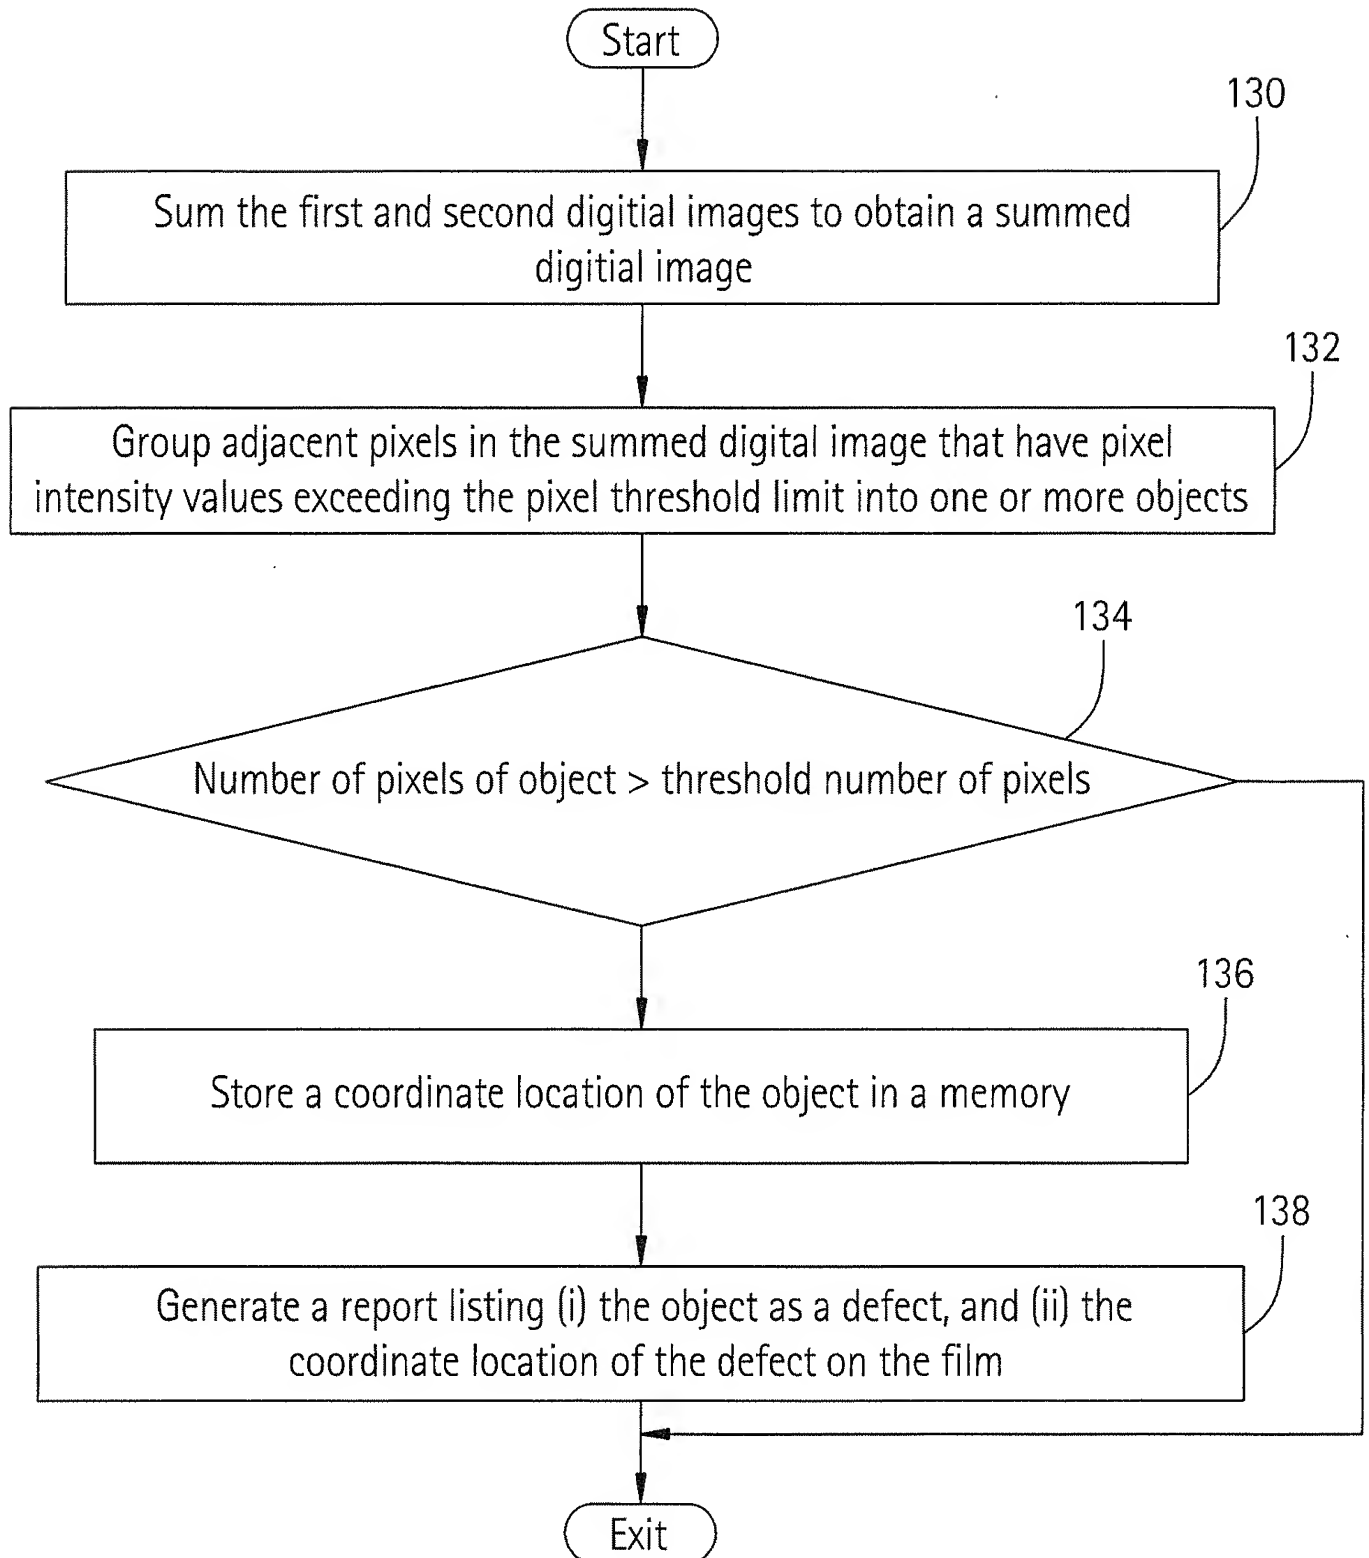 Start
130
Sum the first and second digitial images to obtain a summed
digitial image
132
Group adjacent pixels in the summed digital image that have pixel
intensity values exceeding the pixel threshold limit into one or more objects
134
Number of pixels of object > threshold number of pixels
136
Store a coordinate location of the object in a memory
138
Generate a report listing (i) the object as a defect, and (ii) the
coordinate location of the defect on the film
Exit